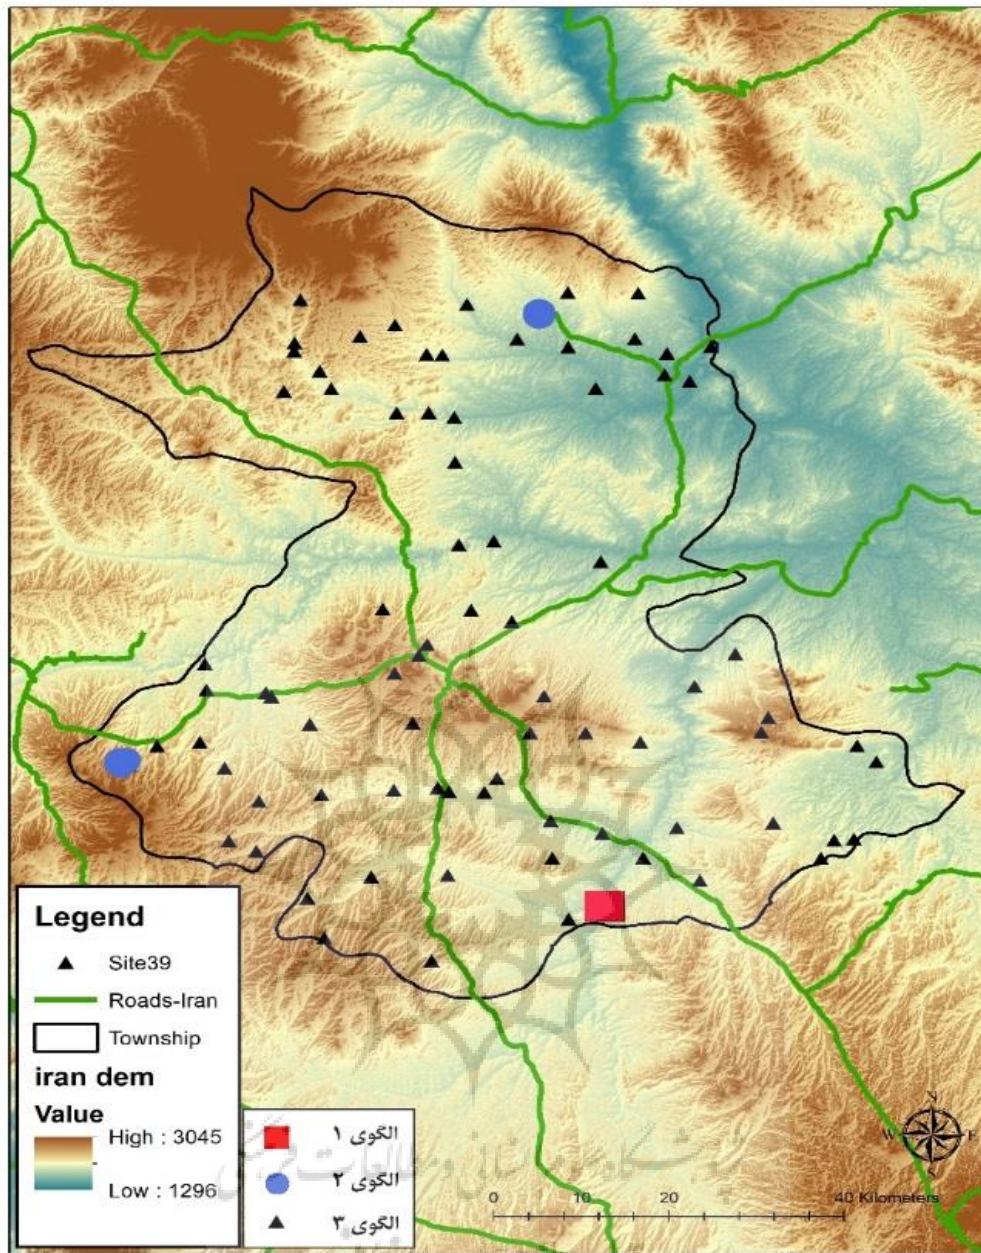 Legend
Site39
Roads-Iran
Township
iran dem
Value
High : 3045
Low : 1296
الگوی ۱
الگوی ۲
الگوی ۳
N
W E
S
0 10 20 40 Kilometers